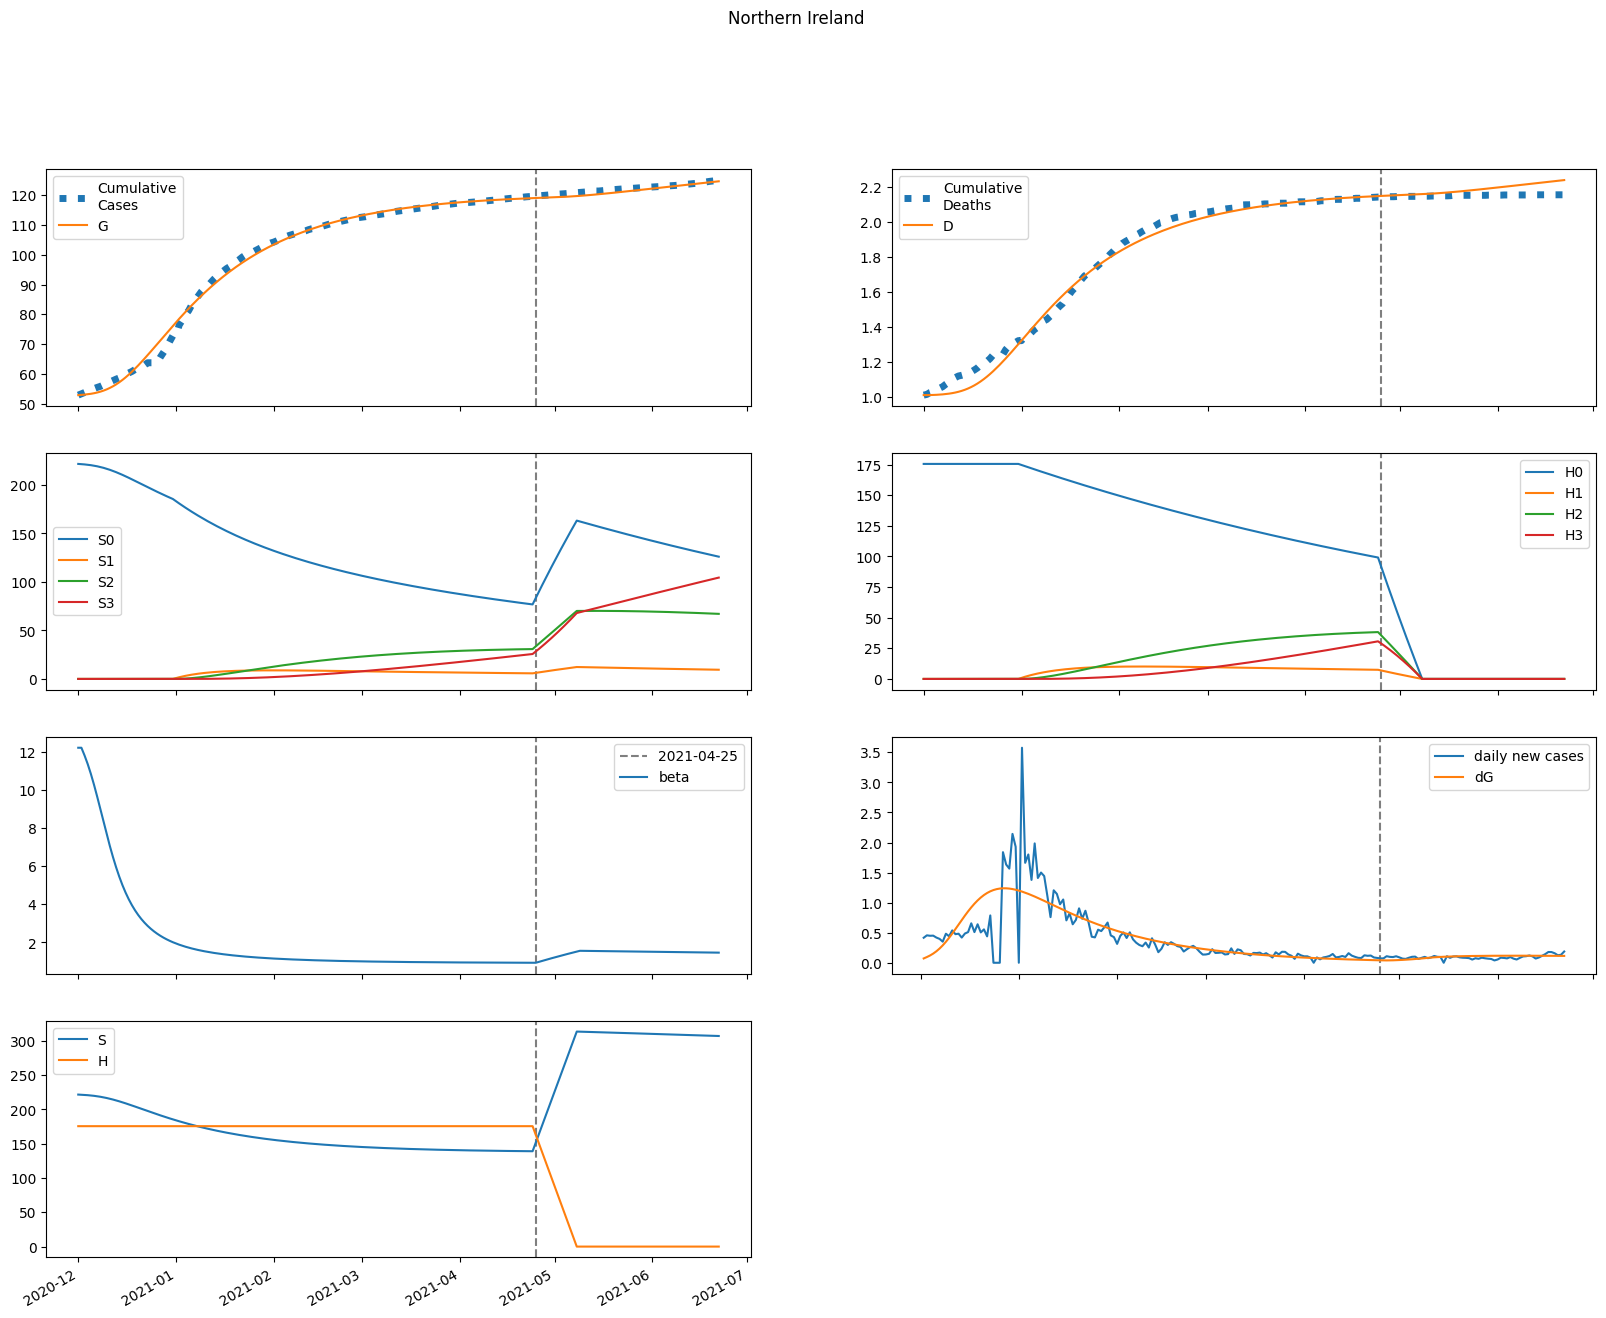 Northern Ireland
Cumulative
Cases
G
120
110
100
90
80
70
60
50
Cumulative
Deaths
D
2.2
2.0
1.8
1.6
1.4
1.2
1.0
S0
S1
S2
S3
200
150
100
50
0
H0
H1
H2
H3
175
150
125
100
75
50
25
0
2021-04-25
beta
12
10
8
6
4
2
daily new cases
dG
3.5
3.0
2.5
2.0
1.5
1.0
0.5
0.0
S
H
300
250
200
150
100
50
0
2020-12
2021-01
2021-02
2021-03
2021-04
2021-05
2021-06
2021-07